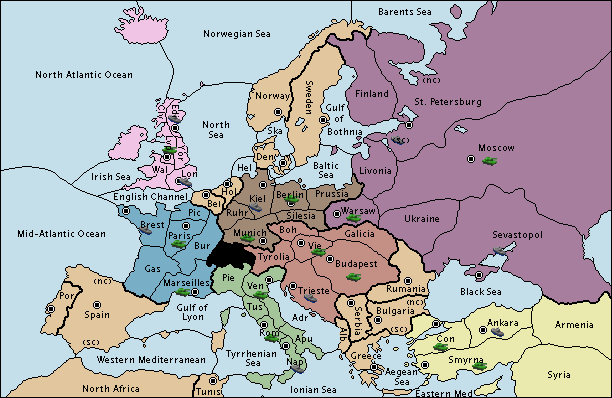 Barents Sea
Norwegian Sea
North Atlantic Ocean
(nc)
St. Petersburg
Finland
Norway
Sweden
Gulf
of
Bothnia
(sc)
Edi
North
Sea
Ska
Moscow
Den
Baltic
Sea
Livonia
Irish Sea
Wal
Lon
Hel
Hol
Kiel
Berlin
Prussia
English Channel
Bel
Ruhr
Silesia
Warsaw
Ukraine
Pic
Brest
Paris
Bur
Munich
Boh
Galicia
Sevastopol
Mid-Atlantic Ocean
Vie
Tyrolia
Budapest
Gas
Marseilles
Pie
Ven
Trieste
Rumania
Black Sea
(nc)
Por
Spain
Gulf of
Lyon
Tus
Adr
Serbia
(nc)
Bulgaria
(sc)
Ankara
Armenia
Con
(sc)
Western Mediterranean
Rom
Apu
Alb
Tyrrhenian
Sea
Nap
Greece
Aegean
Sea
Smyrna
North Africa
Tunis
Ionian Sea
Eastern Med